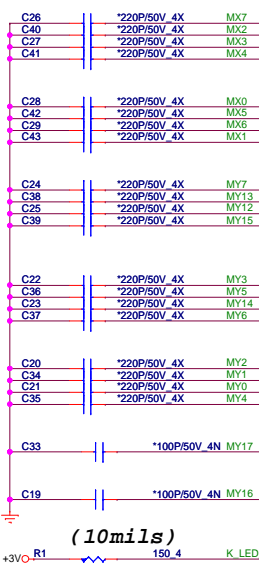 C26 *220P/50V_4X MX7
C40 *220P/50V_4X MX2
C27 *220P/50V_4X MX3
C41 *220P/50V_4X MX4
C28 *220P/50V_4X MX0
C42 *220P/50V_4X MX5
C29 *220P/50V_4X MX6
C43 *220P/50V_4X MX1
C24 *220P/50V_4X MY7
C38 *220P/50V_4X MY13
C25 *220P/50V_4X MY12
C39 *220P/50V_4X MY15
C22 *220P/50V_4X MY3
C36 *220P/50V_4X MY5
C23 *220P/50V_4X MY14
C37 *220P/50V_4X MY6
C20 *220P/50V_4X MY2
C34 *220P/50V_4X MY1
C21 *220P/50V_4X MY0
C35 *220P/50V_4X MY4
C33 *100P/50V_4N MY17
C19 *100P/50V_4N MY16
(10mils)
+3V R1 150_4 K_LED